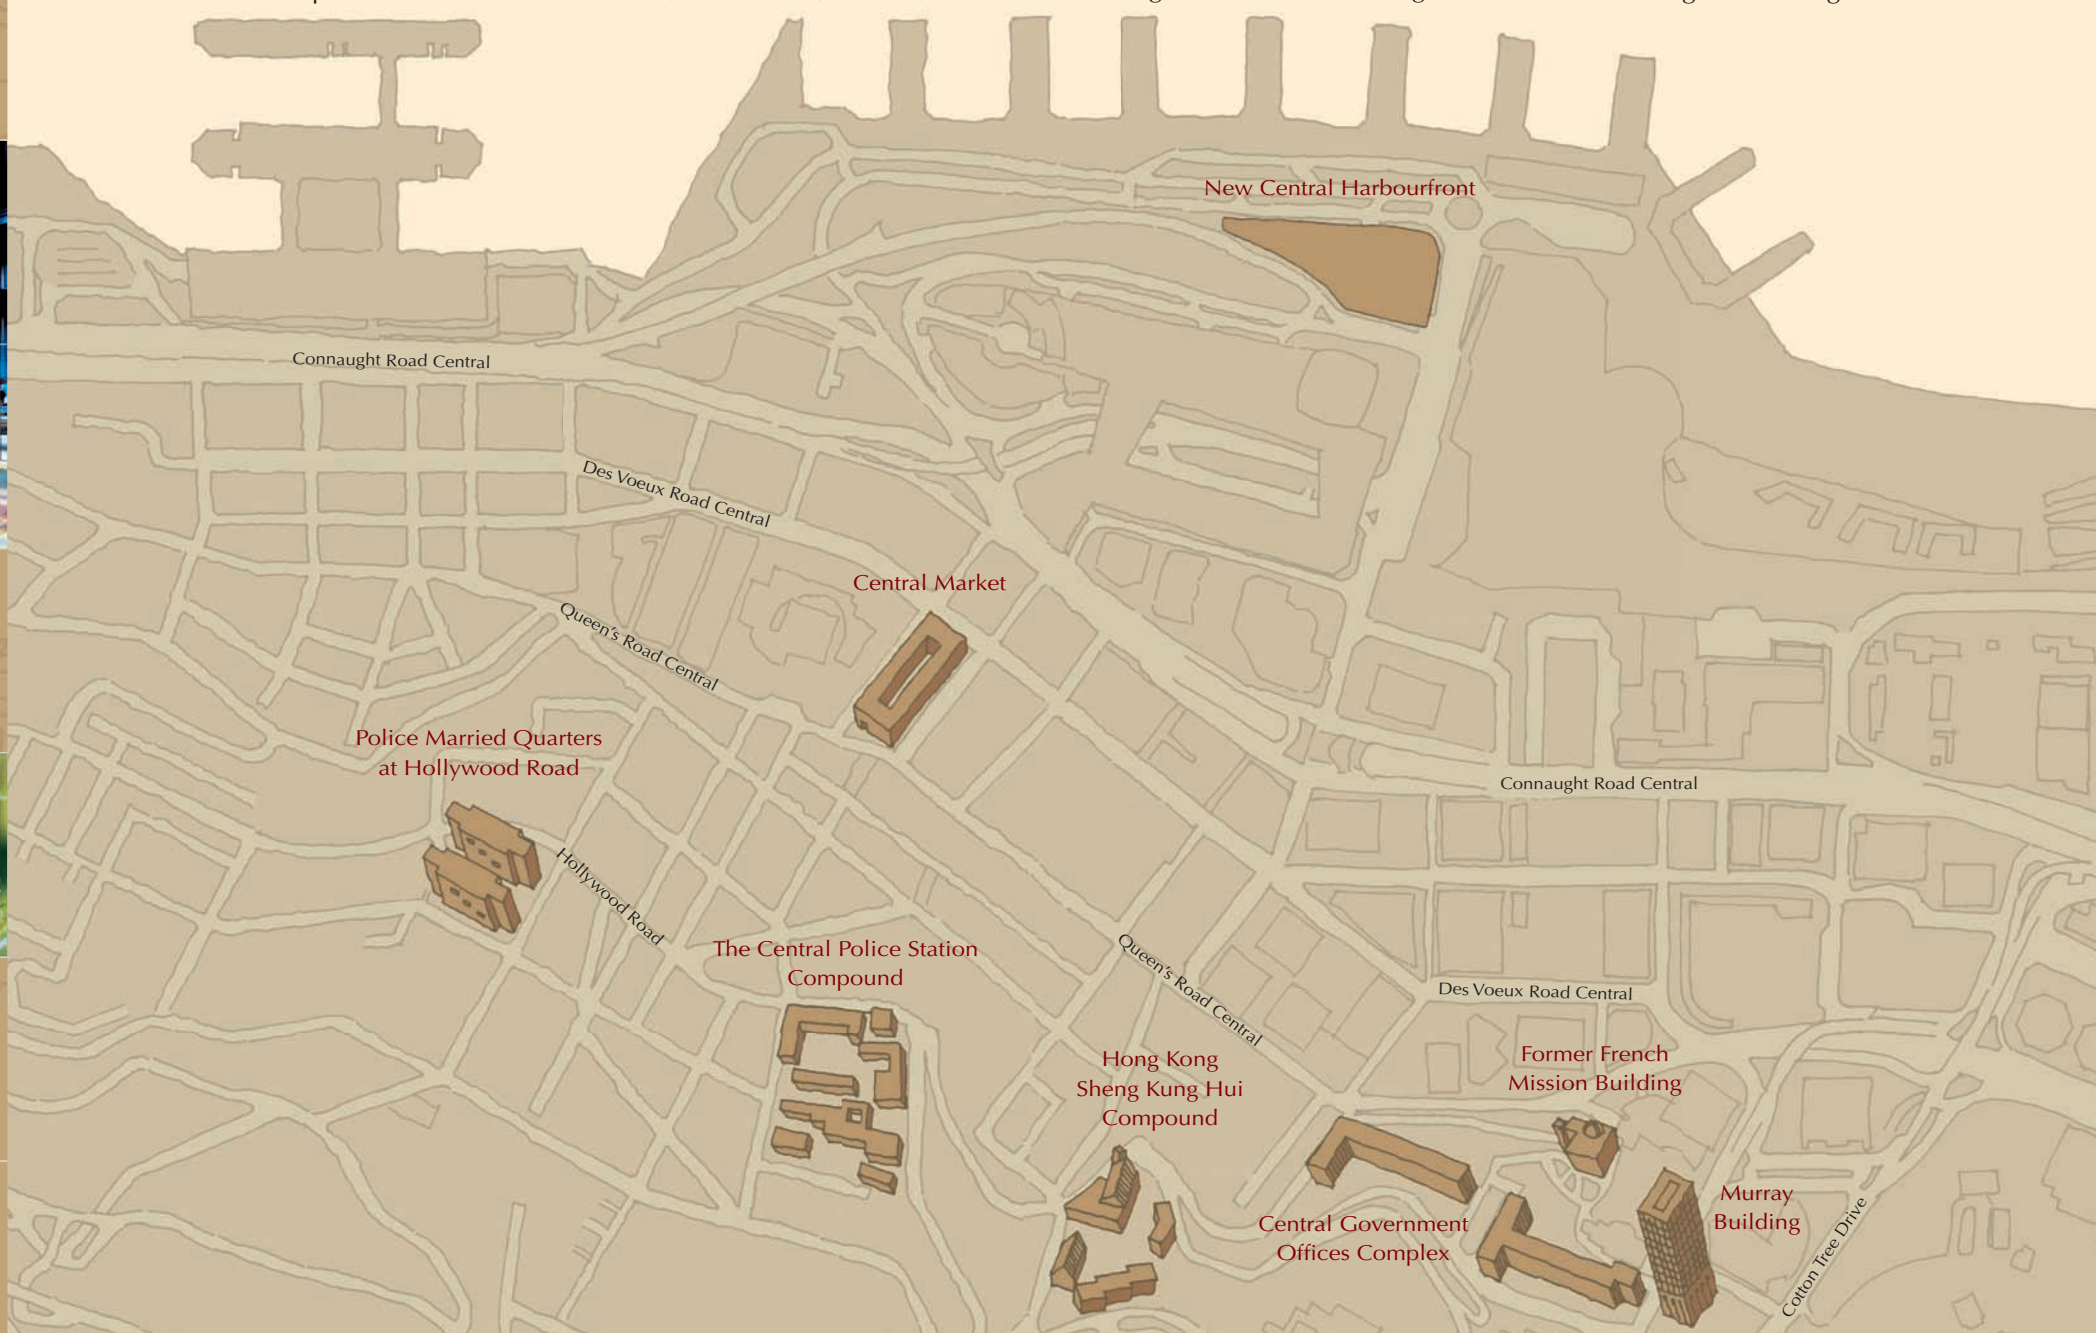 New Central Harbourfront
Connaught Road Central
Des Voeux Road Central
Central Market
Queen's Road Central
Police Married Quarters
at Hollywood Road
Connaught Road Central
Hollywood Road
The Central Police Station
Compound
Queen's Road Central
Des Voeux Road Central
Hong Kong
Sheng Kung Hui
Compound
Former French
Mission Building
Central Government
Offices Complex
Murray
Building
Cotton Tree Drive